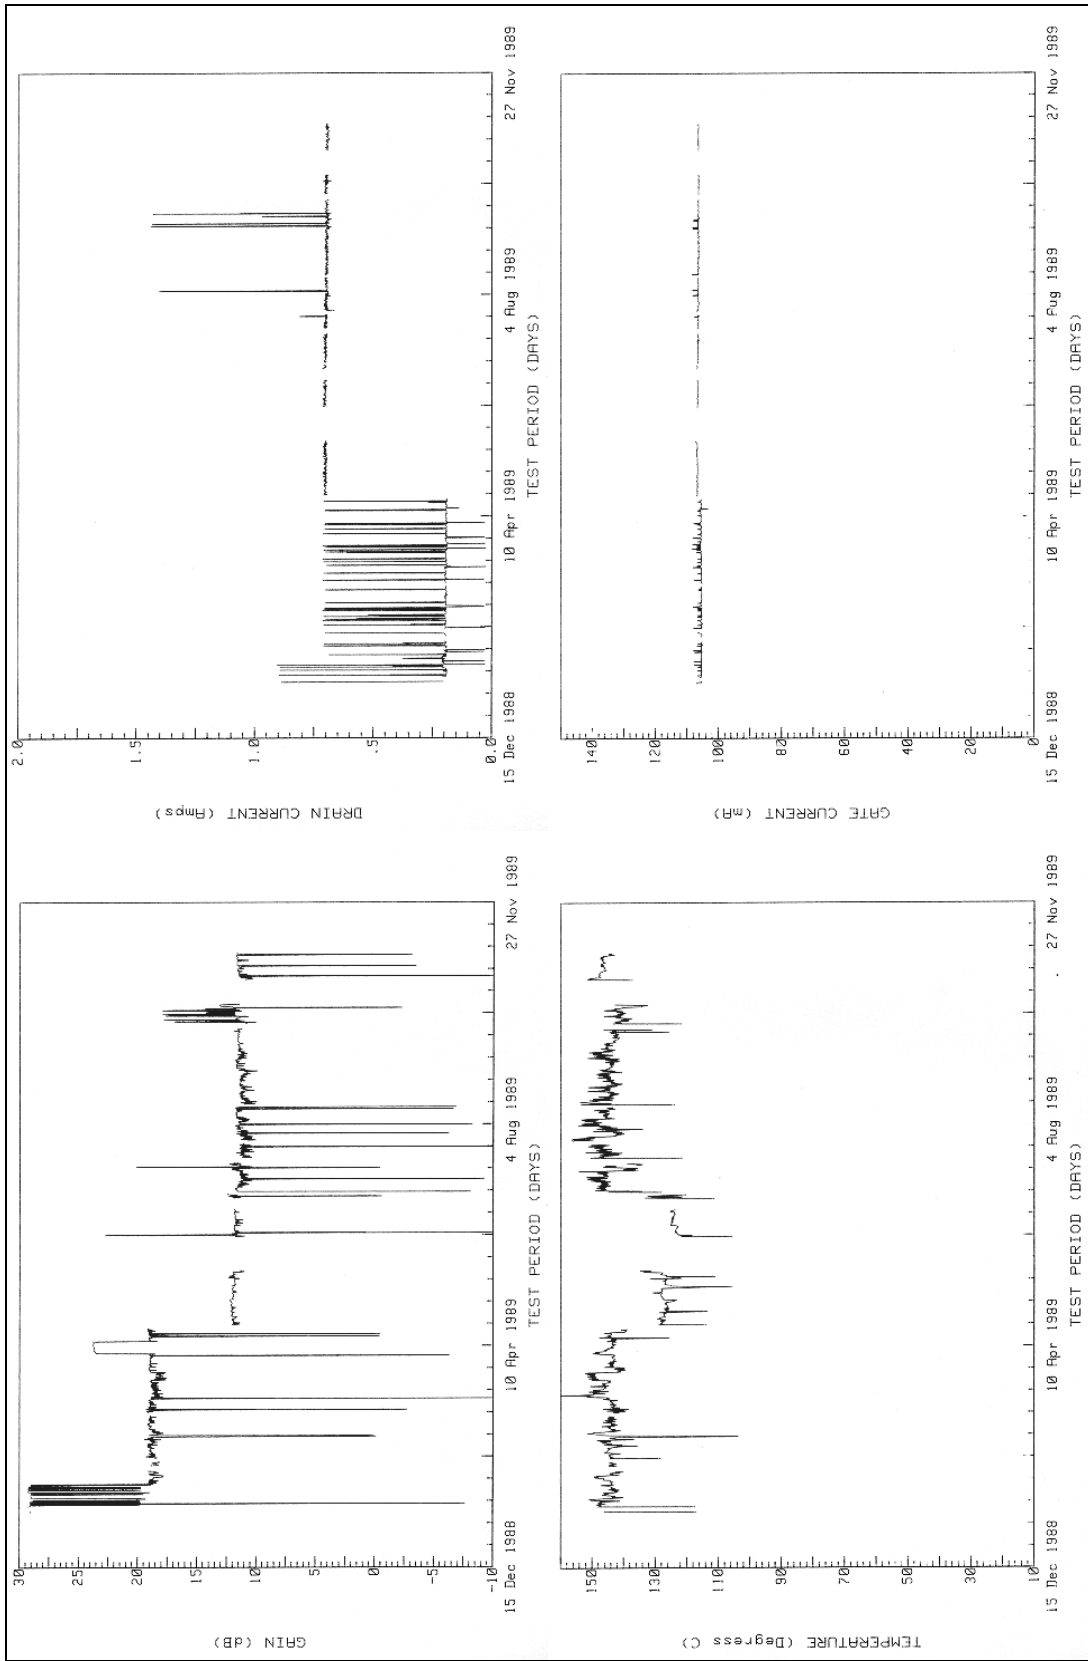 GAIN (dB)
30
25
20
15
10
5
0
-5
-10
15 Dec 1988 10 Apr 1989 4 Aug 1989 27 Nov 1989
TEST PERIOD (DAYS)
DRAIN CURRENT (Amps)
2.0
1.5
1.0
.5
0.0
15 Dec 1988 10 Apr 1989 4 Aug 1989 27 Nov 1989
TEST PERIOD (DAYS)
TEMPERATURE (Degress C)
150
130
110
90
70
50
30
10
15 Dec 1988 10 Apr 1989 4 Aug 1989 27 Nov 1989
TEST PERIOD (DAYS)
GATE CURRENT (mA)
140
120
100
80
60
40
20
0
15 Dec 1988 10 Apr 1989 4 Aug 1989 27 Nov 1989
TEST PERIOD (DAYS)